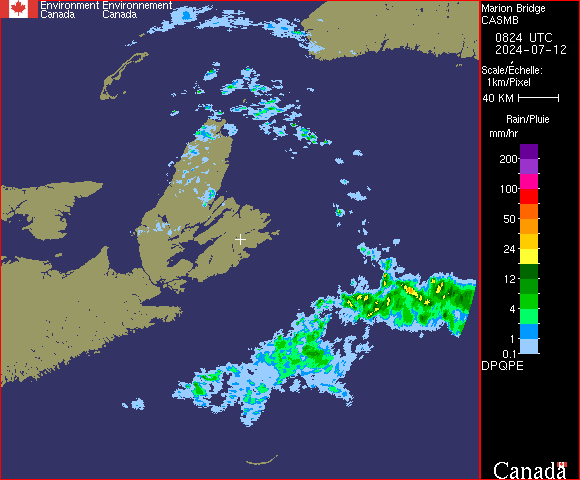 Environment Environnement
Canada Canada
Marion Bridge
CASMB
0824 UTC
2024-07-12
Scale/Échelle:
1km/Pixel
40 KM
Rain/Pluie
mm/hr
200
100
50
24
12
4
1
0.1
DPQPE
Canada